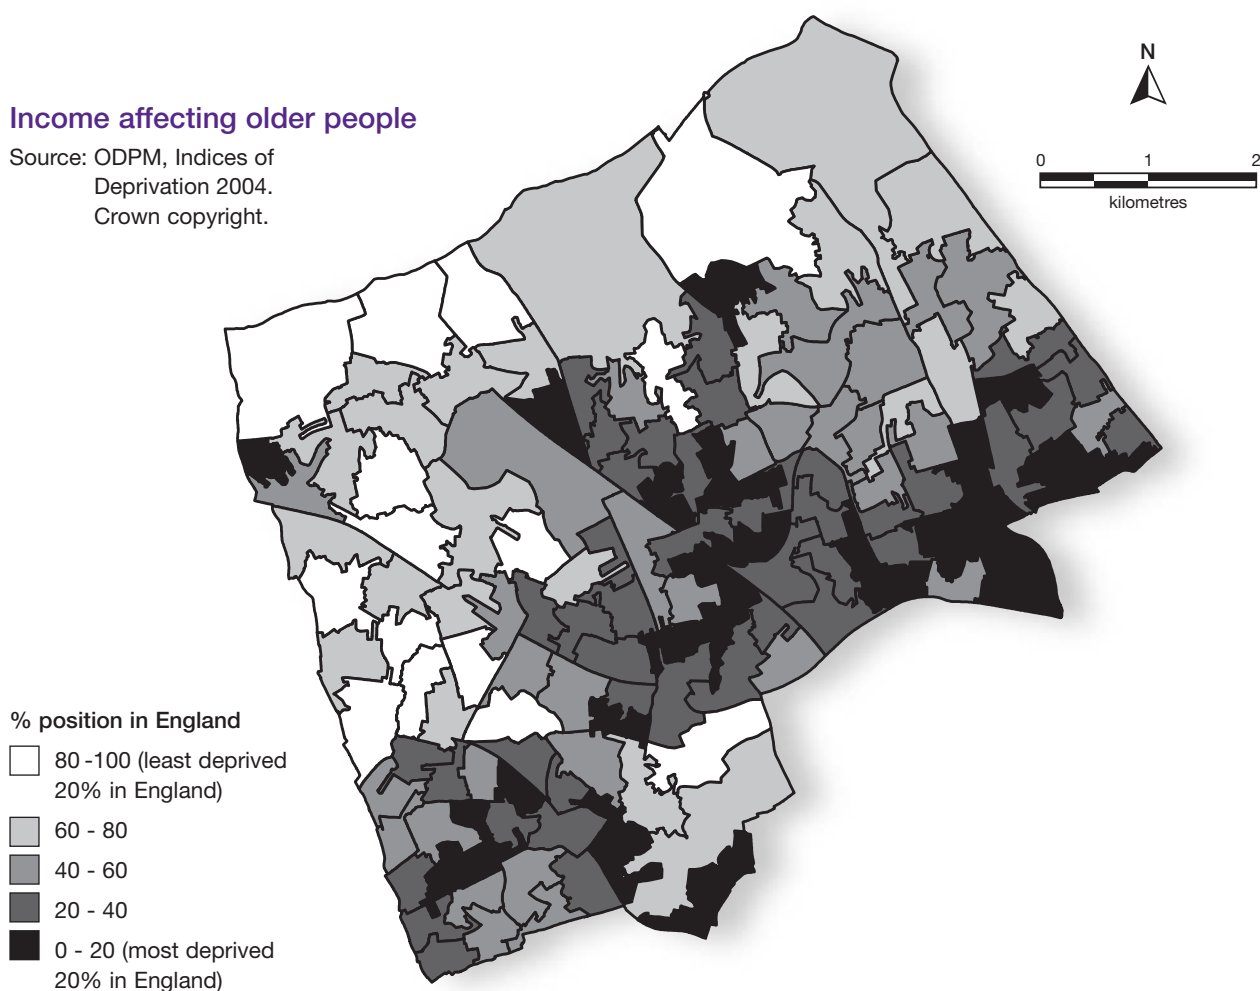 Income affecting older people
Source: ODPM, Indices of
Deprivation 2004.
Crown copyright.
N
0 1 2
kilometres
% position in England
80-100 (least deprived
20% in England)
60 - 80
40 - 60
20 - 40
0 - 20 (most deprived
20% in England)